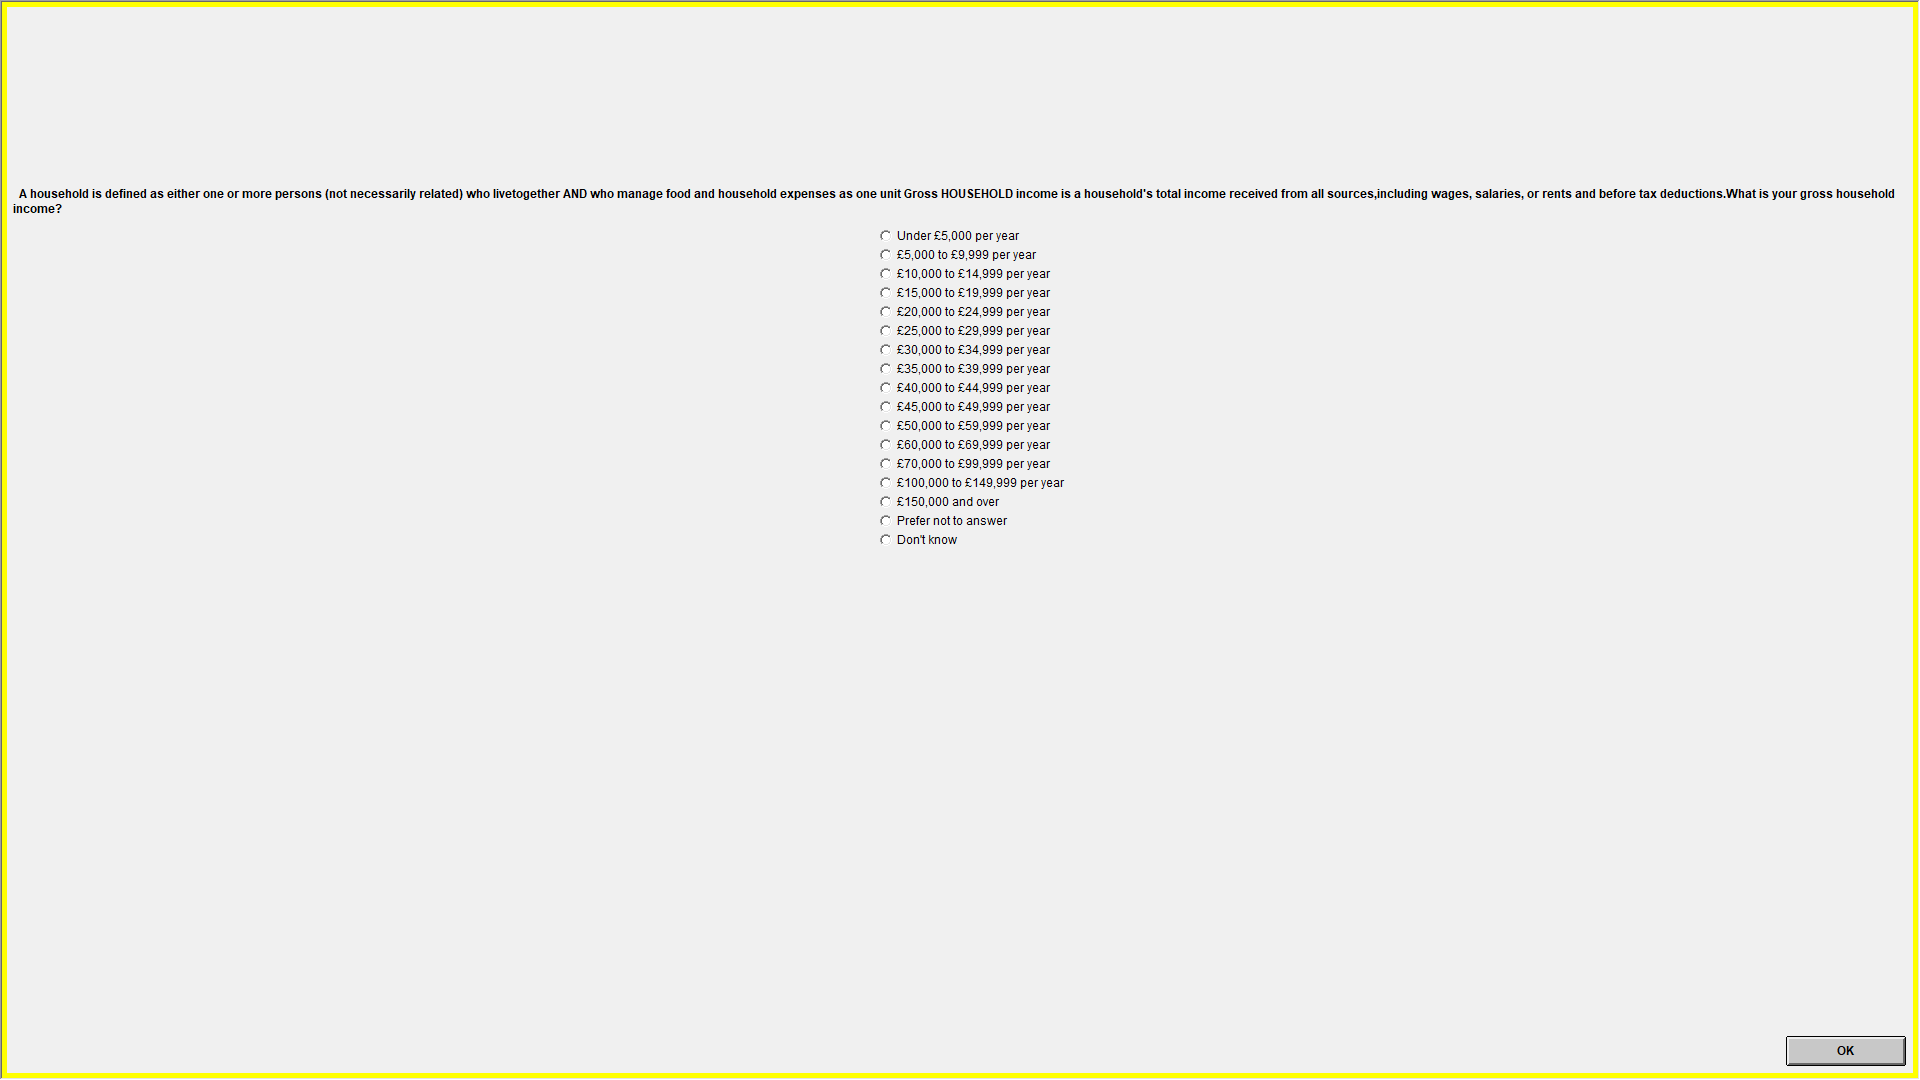 A household is defined as either one or more persons (not necessarily related) who livetogether AND who manage food and household expenses as one unit Gross HOUSEHOLD income is a household's total income received from all sources,including wages, salaries, or rents and before tax deductions.What is your gross household
income?
Under £5,000 per year
£5,000 to £9,999 per year
£10,000 to £14,999 per year
£15,000 to £19,999 per year
£20,000 to £24,999 per year
£25,000 to £29,999 per year
£30,000 to £34,999 per year
£35,000 to £39,999 per year
£40,000 to £44,999 per year
£45,000 to £49,999 per year
£50,000 to £59,999 per year
£60,000 to £69,999 per year
£70,000 to £99,999 per year
£100,000 to £149,999 per year
£150,000 and over
Prefer not to answer
Don't know
OK